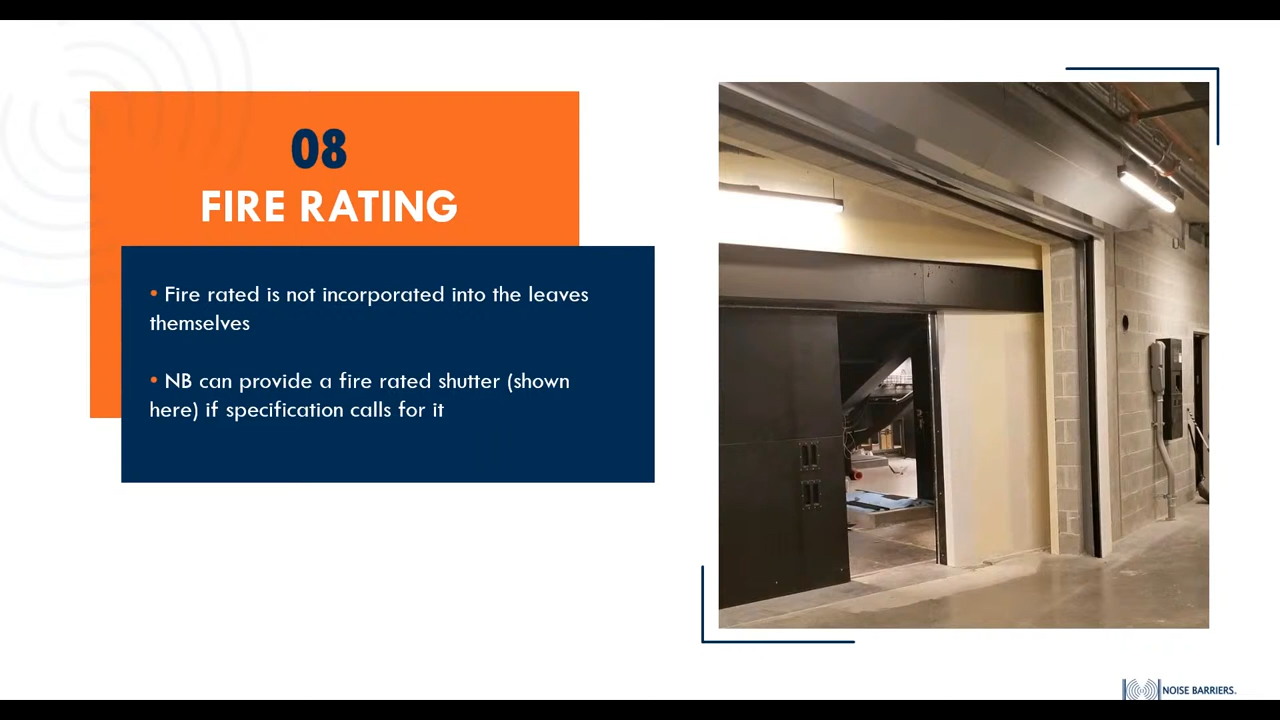 08
FIRE RATING
• Fire rated is not incorporated into the leaves
themselves
• NB can provide a fire rated shutter (shown
here) if specification calls for it
NOISE BARRIERS.